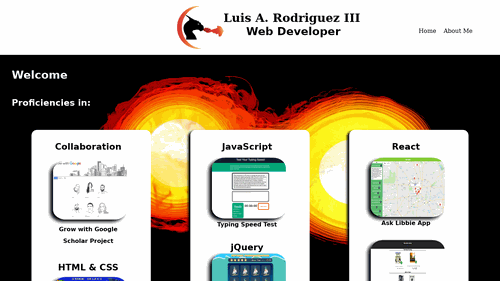 Luis A. Rodriguez III
Web Developer
Home About Me
Welcome
Proficiencies in:
Collaboration
Grow with Google
Scholar Project
HTML & CSS
JavaScript
Typing Speed Test
jQuery
React
Ask Libbie App